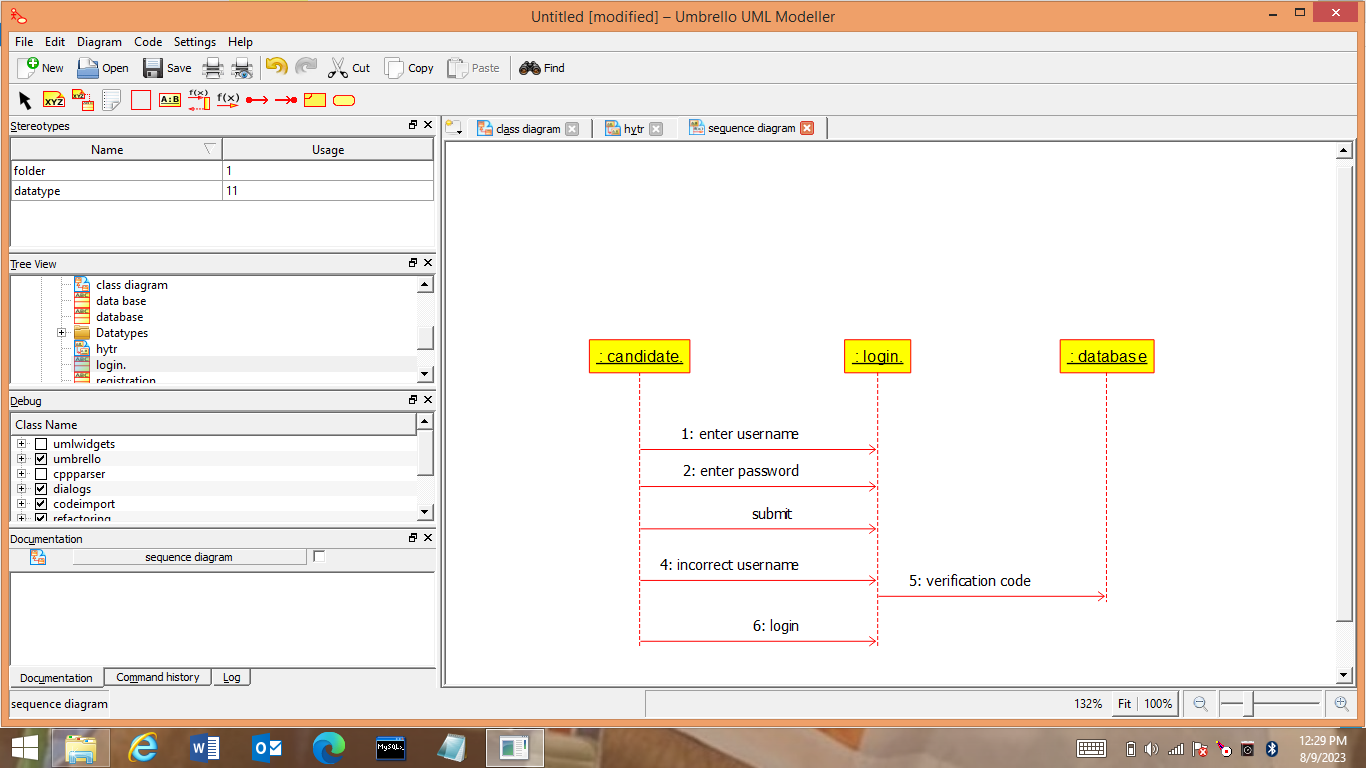 Untitled [modified] – Umbrello UML Modeller
File Edit Diagram Code Settings Help
New Open Save Cut Copy Paste Find
XYZ XYZ A:B f(x) f(x)
Stereotypes
class diagram hytr sequence diagram
Name Usage
folder 1
datatype 11
Tree View
class diagram
data base
database
Datatypes
hytr
login.
registration
Debug
Class Name
umlwidgets
umbrello
cppparser
dialogs
codeimport
refactoring
Documentation
sequence diagram
Documentation Command history Log
: candidate. : login. : database
1: enter username
2: enter password
submit
4: incorrect username
5: verification code
6: login
sequence diagram 132% Fit 100%
MySQL
12:29 PM
8/9/2023